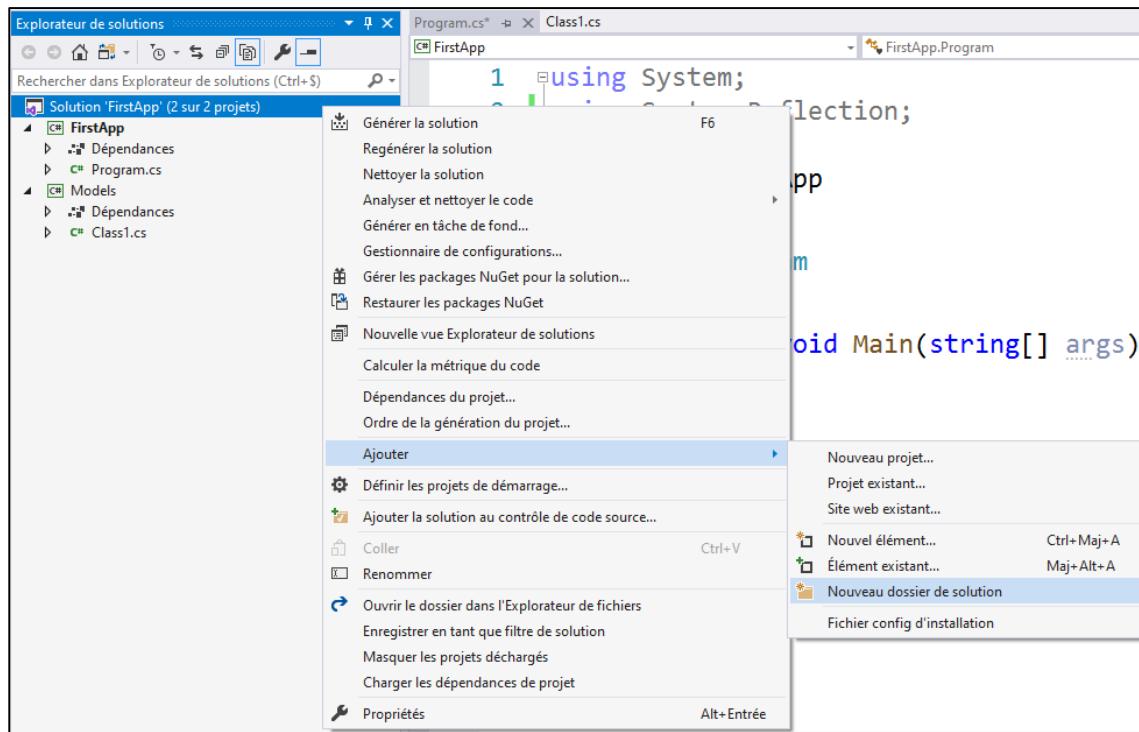 Explorateur de solutions
Program.cs*
Class1.cs
C# FirstApp
FirstApp.Program
Rechercher dans Explorateur de solutions (Ctrl+$)
Solution 'FirstApp' (2 sur 2 projets)
C# FirstApp
Dépendances
C# Program.cs
C# Models
Dépendances
C# Class1.cs
1 using System;
flection;
pp
m
oid Main(string[] args)
Générer la solution F6
Regénérer la solution
Nettoyer la solution
Analyser et nettoyer le code
Générer en tâche de fond...
Gestionnaire de configurations...
Gérer les packages NuGet pour la solution...
Restaurer les packages NuGet
Nouvelle vue Explorateur de solutions
Calculer la métrique du code
Dépendances du projet...
Ordre de la génération du projet...
Ajouter
Définir les projets de démarrage...
Ajouter la solution au contrôle de code source...
Coller Ctrl+V
Renommer
Ouvrir le dossier dans l'Explorateur de fichiers
Enregistrer en tant que filtre de solution
Masquer les projets déchargés
Charger les dépendances de projet
Propriétés Alt+Entrée
Nouveau projet...
Projet existant...
Site web existant...
Nouvel élément... Ctrl+Maj+A
Élément existant... Maj+Alt+A
Nouveau dossier de solution
Fichier config d'installation